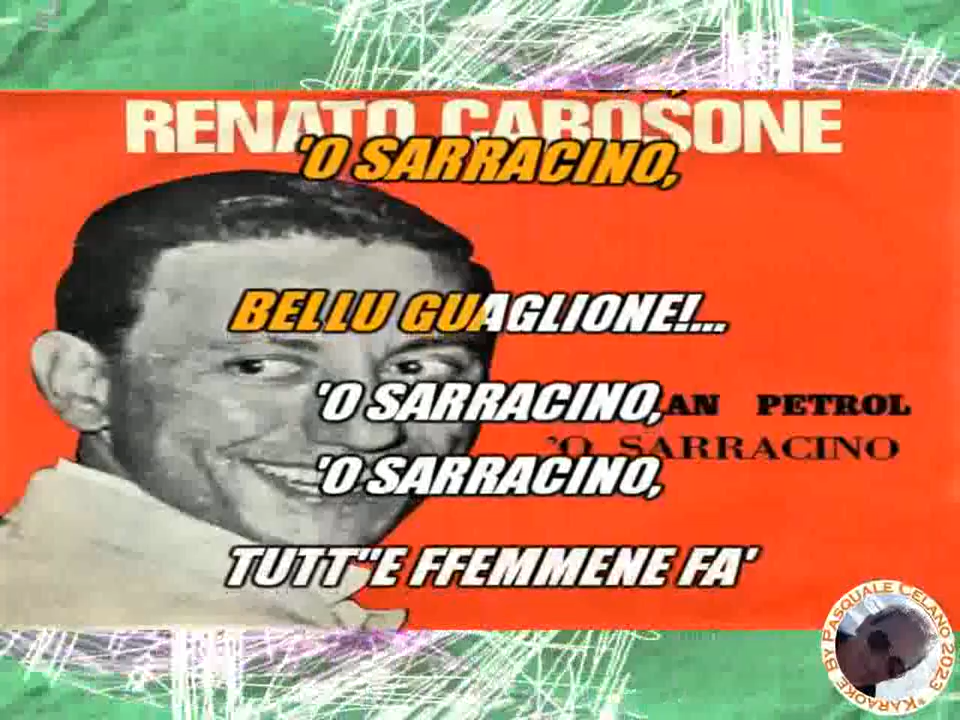 RENATO CAROSONE
'O SARRACINO,
BELLU GUAGLIONE!...
'O SARRACINO,
AN PETROL
'O SARRACINO
'O SARRACINO,
TUTT''E FFEMMENE FA'
KARAOKE BY PASQUALE CELANO 2023